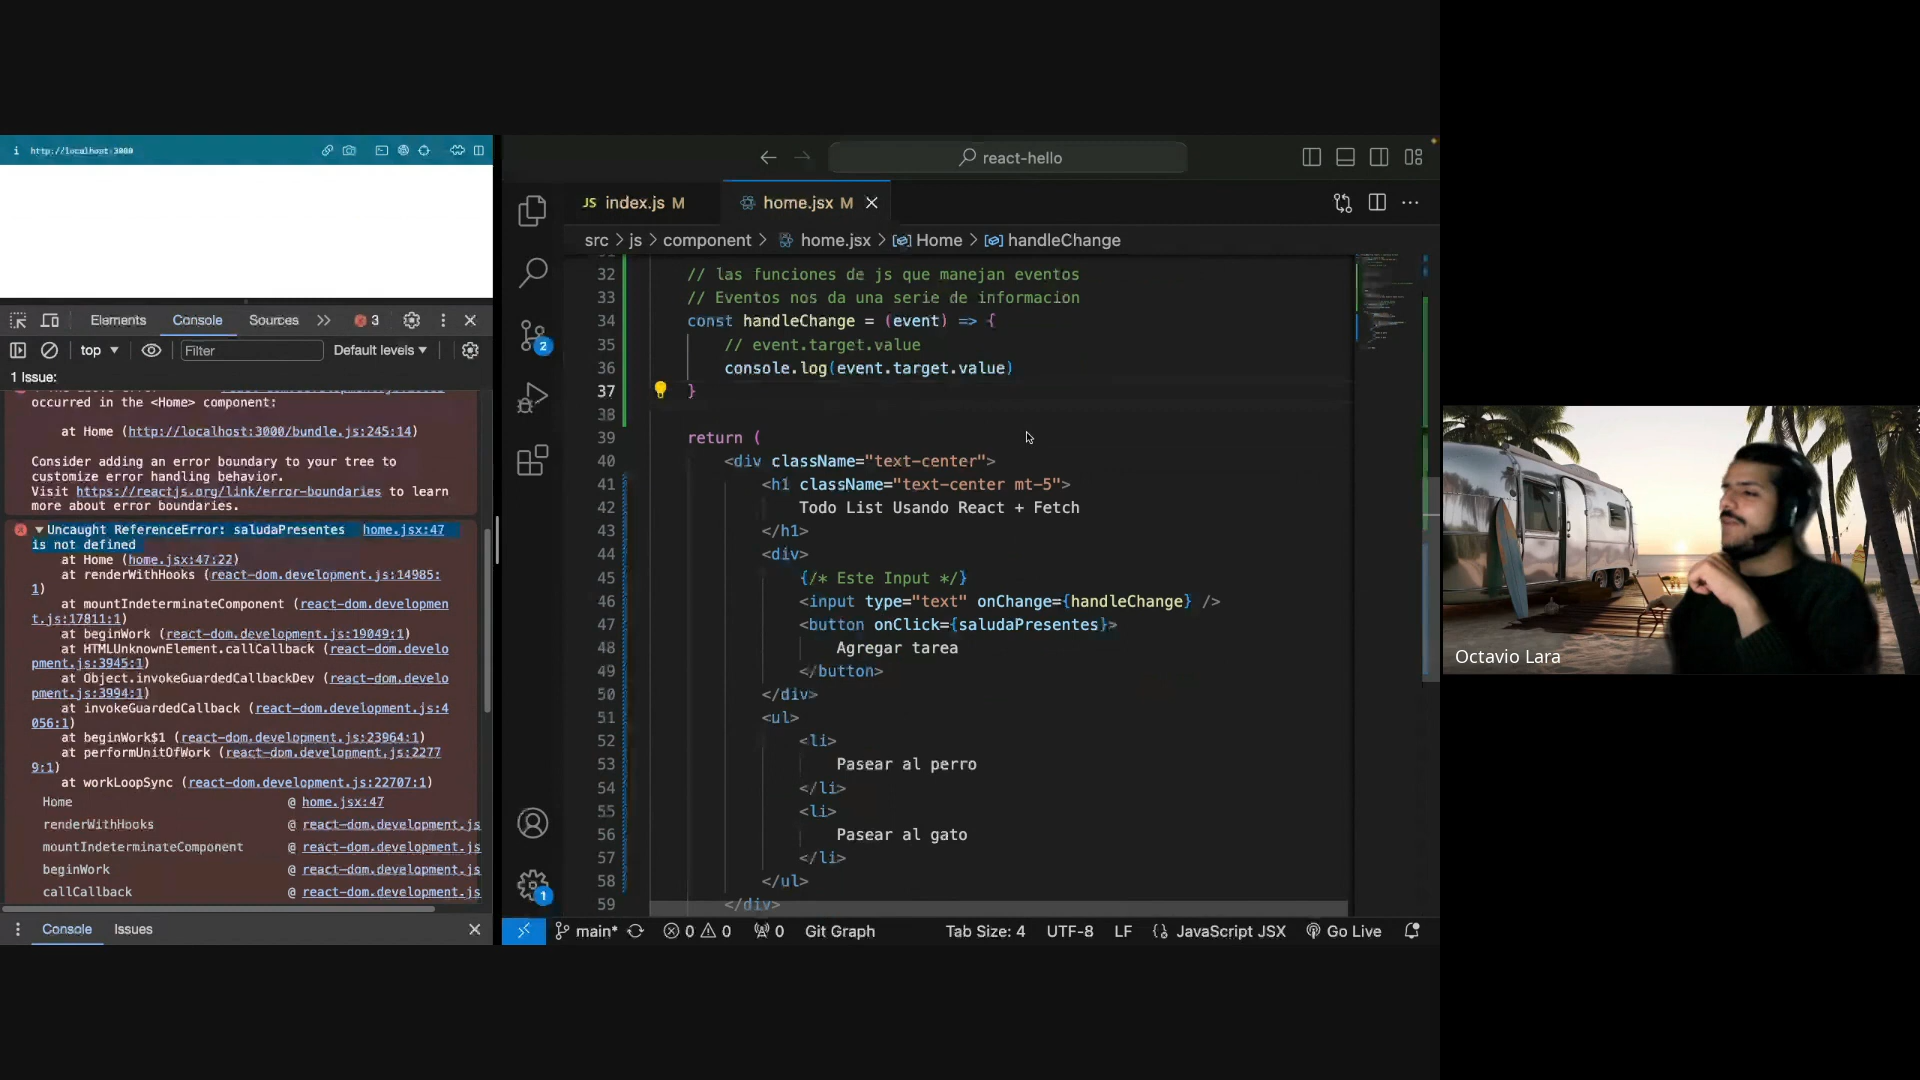 http://localhost:3000
Elements Console Sources 3
top Filter Default levels
1 Issue:
occurred in the <Home> component:
at Home (http://localhost:3000/bundle.js:245:14)
Consider adding an error boundary to your tree to
customize error handling behavior.
Visit https://reactjs.org/link/error-boundaries to learn
more about error boundaries.
Uncaught ReferenceError: saludaPresentes home.jsx:47
is not defined
at Home (home.jsx:47:22)
at renderWithHooks (react-dom.development.js:14985:
1)
at mountIndeterminateComponent (react-dom.developmen
t.js:17811:1)
at beginWork (react-dom.development.js:19049:1)
at HTMLUnknownElement.callCallback (react-dom.develo
pment.js:3945:1)
at Object.invokeGuardedCallbackDev (react-dom.develo
pment.js:3994:1)
at invokeGuardedCallback (react-dom.development.js:4
056:1)
at beginWork$1 (react-dom.development.js:23964:1)
at performUnitOfWork (react-dom.development.js:2277
9:1)
at workLoopSync (react-dom.development.js:22707:1)
Home @ home.jsx:47
renderWithHooks @ react-dom.development.js
mountIndeterminateComponent @ react-dom.development.js
beginWork @ react-dom.development.js
callCallback @ react-dom.development.js
Console Issues
react-hello
JS index.js M home.jsx M
src > js > component > home.jsx > Home > handleChange
32 // las funciones de js que manejan eventos
33 // Eventos nos da una serie de informacion
34 const handleChange = (event) => {
35 // event.target.value
36 console.log(event.target.value)
37 }
38
39 return (
40 <div className="text-center">
41 <h1 className="text-center mt-5">
42 Todo List Usando React + Fetch
43 </h1>
44 <div>
45 {/* Este Input */}
46 <input type="text" onChange={handleChange} />
47 <button onClick={saludaPresentes}>
48 Agregar tarea
49 </button>
50 </div>
51 <ul>
52 <li>
53 Pasear al perro
54 </li>
55 <li>
56 Pasear al gato
57 </li>
58 </ul>
59 </div>
2
1
main* 0 0 0 Git Graph Tab Size: 4 UTF-8 LF {} JavaScript JSX Go Live
Octavio Lara